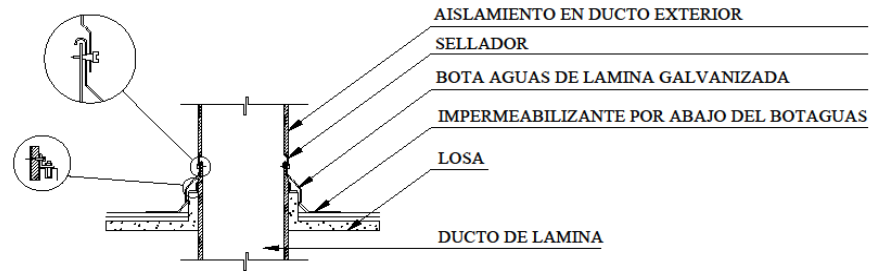 AISLAMIENTO EN DUCTO EXTERIOR
SELLADOR
BOTA AGUAS DE LAMINA GALVANIZADA
IMPERMEABILIZANTE POR ABAJO DEL BOTAGUAS
LOSA
DUCTO DE LAMINA